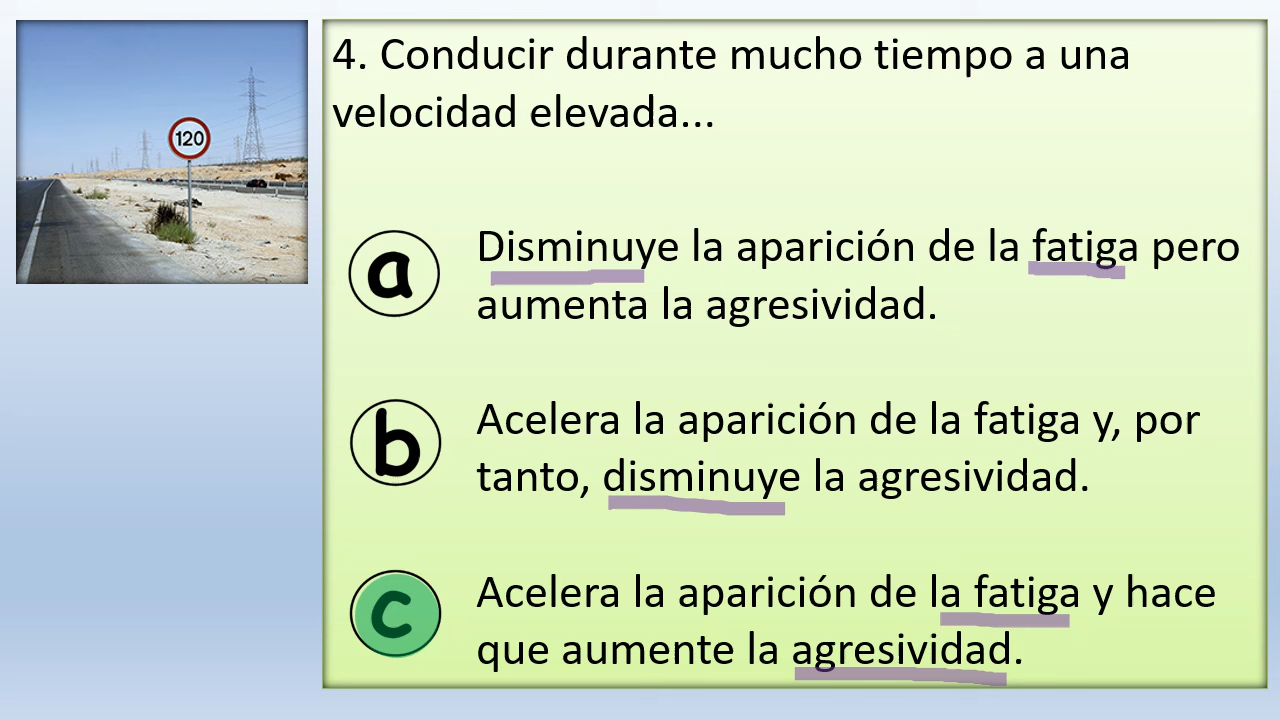 120
4. Conducir durante mucho tiempo a una
velocidad elevada...
a
Disminuye la aparición de la fatiga pero
aumenta la agresividad.
b
Acelera la aparición de la fatiga y, por
tanto, disminuye la agresividad.
c
Acelera la aparición de la fatiga y hace
que aumente la agresividad.